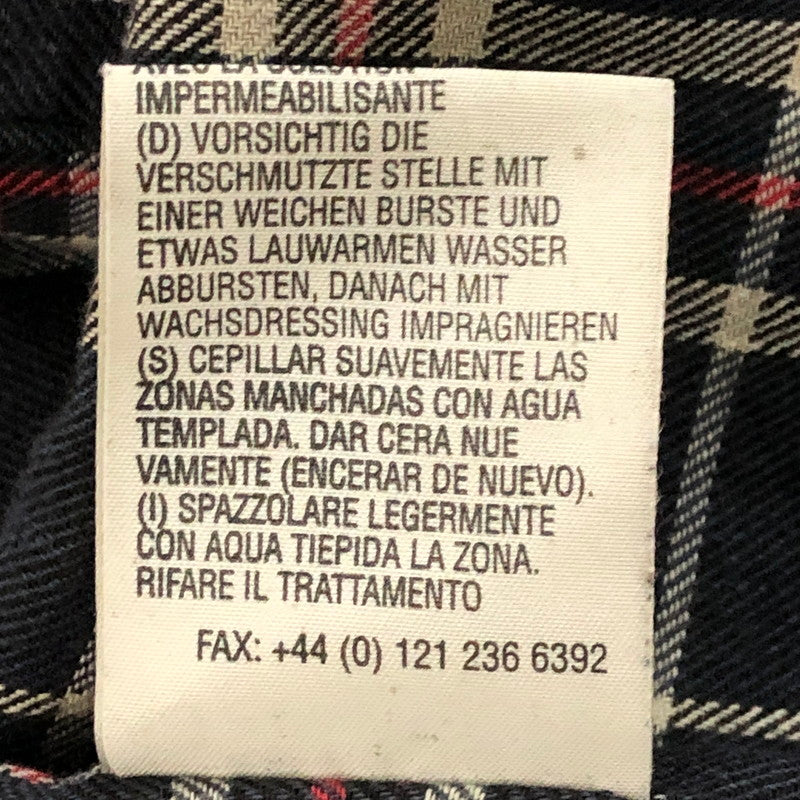 AVEC LA
IMPERMEABILISANTE
(D) VORSICHTIG DIE
VERSCHMUTZTE STELLE MIT
EINER WEICHEN BURSTE UND
ETWAS LAUWARMEN WASSER
ABBURSTEN, DANACH MIT
WACHSDRESSING IMPRAGNIEREN
(S) CEPILLAR SUAVEMENTE LAS
ZONAS MANCHADAS CON AGUA
TEMPLADA. DAR CERA NUE
VAMENTE (ENCERAR DE NUEVO).
(I) SPAZZOLARE LEGERMENTE
CON AQUA TIEPIDA LA ZONA.
RIFARE IL TRATTAMENTO
FAX: +44 (0) 121 236 6392